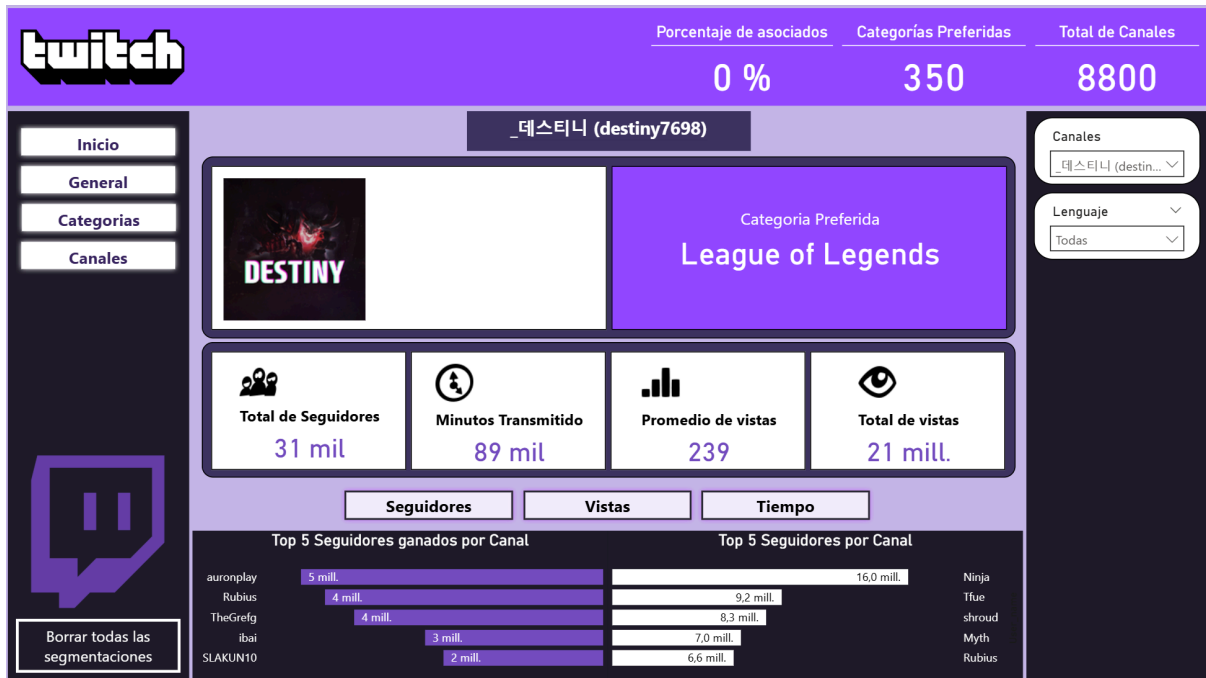 twitch
Porcentaje de asociados
0 %
Categorías Preferidas
350
Total de Canales
8800
Inicio
General
Categorias
Canales
Borrar todas las
segmentaciones
_데스티니 (destiny7698)
DESTINY
Categoria Preferida
League of Legends
Total de Seguidores
31 mil
Minutos Transmitido
89 mil
Promedio de vistas
239
Total de vistas
21 mill.
Seguidores
Vistas
Tiempo
Top 5 Seguidores ganados por Canal
auronplay 5 mill.
Rubius 4 mill.
TheGrefg 4 mill.
ibai 3 mill.
SLAKUN10 2 mill.
Top 5 Seguidores por Canal
16,0 mill. Ninja
9,2 mill. Tfue
8,3 mill. shroud
7,0 mill. Myth
6,6 mill. Rubius
Canales
_데스티니 (destin...
Lenguaje
Todas